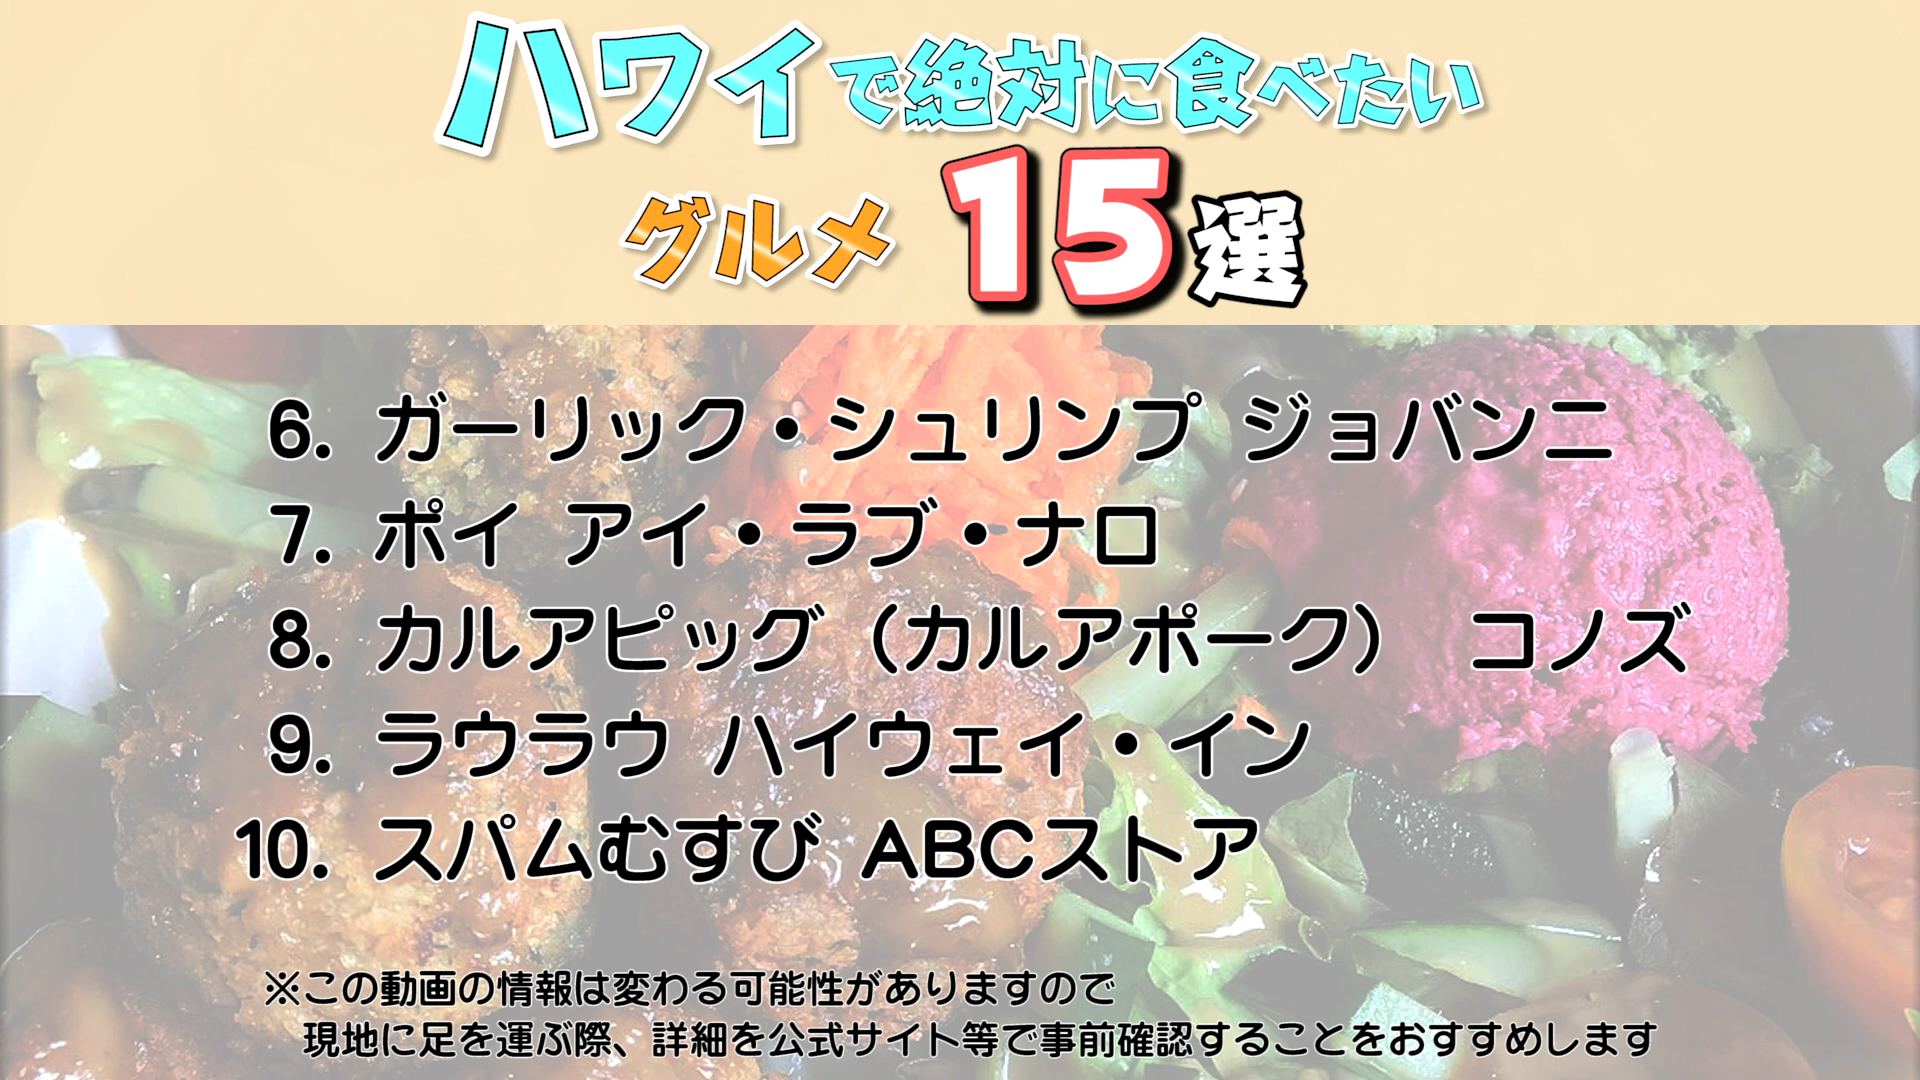 ハワイで絶対に食べたい
グルメ 15選
6. ガーリック・シュリンプ ジョバンニ
7. ポイ アイ・ラブ・ナロ
8. カルアピッグ（カルアポーク） コノズ
9. ラウラウ ハイウェイ・イン
10. スパムむすび ABCストア
※この動画の情報は変わる可能性がありますので
現地に足を運ぶ際、詳細を公式サイト等で事前確認することをおすすめします